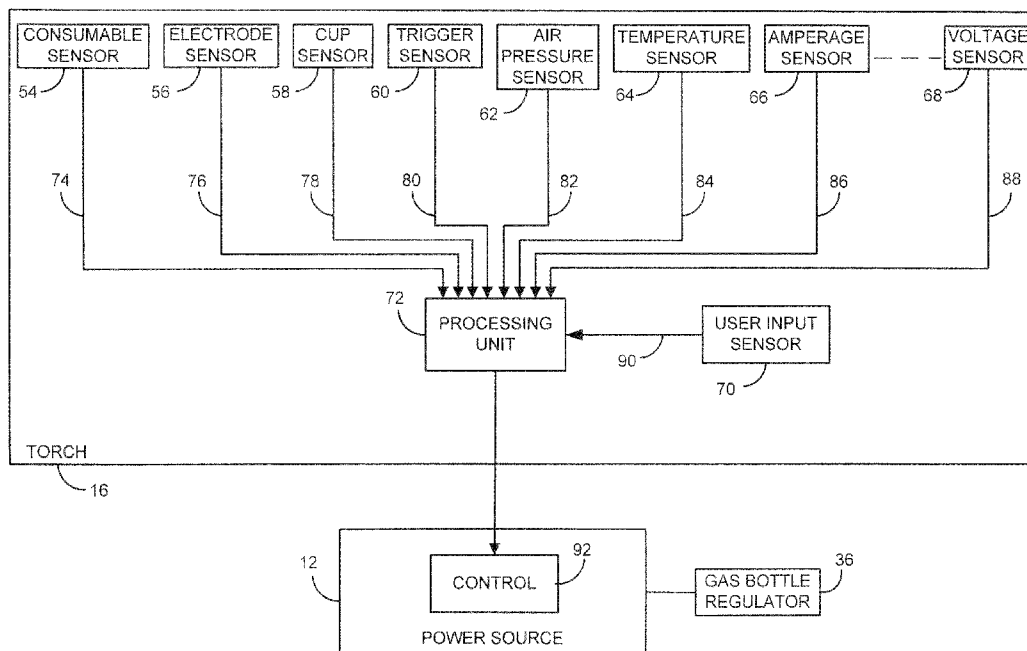 CONSUMABLE
SENSOR
ELECTRODE
SENSOR
CUP
SENSOR
TRIGGER
SENSOR
AIR
PRESSURE
SENSOR
TEMPERATURE
SENSOR
AMPERAGE
SENSOR
VOLTAGE
SENSOR
54
56
58
60
62
64
66
68
74
76
78
80
82
84
86
88
72
PROCESSING
UNIT
USER INPUT
SENSOR
90
70
TORCH
16
12
92
CONTROL
POWER SOURCE
36
GAS BOTTLE
REGULATOR